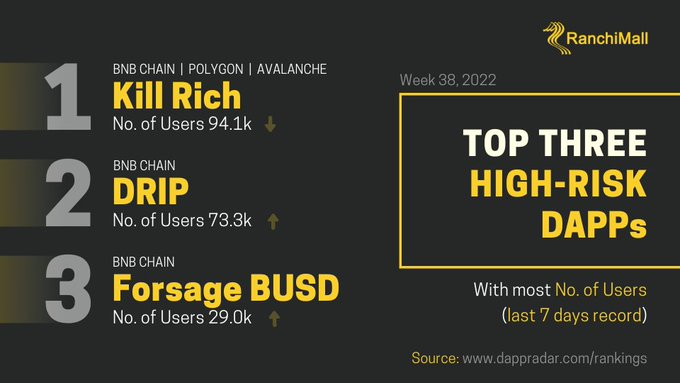 RanchiMall
Week 38, 2022
TOP THREE
HIGH-RISK
DAPPs
With most No. of Users
(last 7 days record)
1
BNB CHAIN | POLYGON | AVALANCHE
Kill Rich
No. of Users 94.1k
2
BNB CHAIN
DRIP
No. of Users 73.3k
3
BNB CHAIN
Forsage BUSD
No. of Users 29.0k
Source: www.dappradar.com/rankings